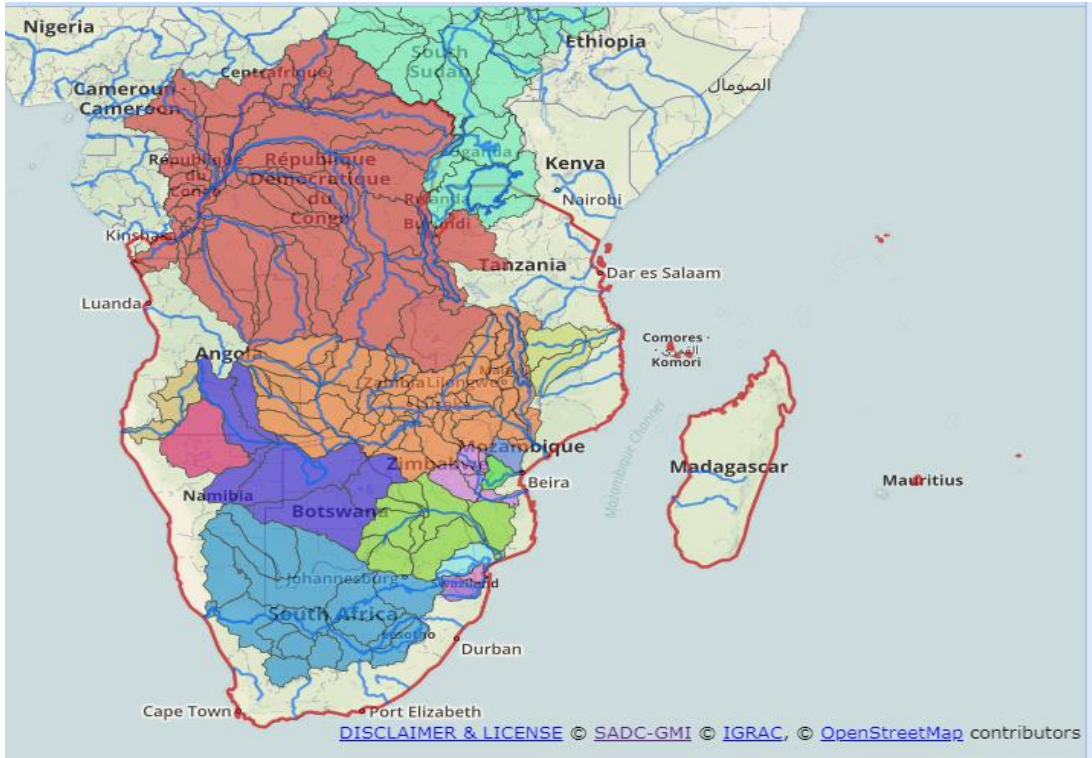 Nigeria
Ethiopia
South
Sudan
Centrafrique
الصومال
Cameroun ·
Cameroon
Uganda
Kenya
République
du
Congo
République
Démocratique
du
Congo
Nairobi
Rwanda
Burundi
Kinshasa
Tanzania
Dar es Salaam
Luanda
Comores ·
القمري ·
Komori
Angola
Malawi
Zambia Lilongwe
Mozambique
Zimbabwe
Beira
Mozambique Channel
Madagascar
Mauritius
Namibia
Botswana
Johannesburg
Swaziland
South Africa
Lesotho
Durban
Cape Town
Port Elizabeth
DISCLAIMER & LICENSE © SADC-GMI © IGRAC, © OpenStreetMap contributors